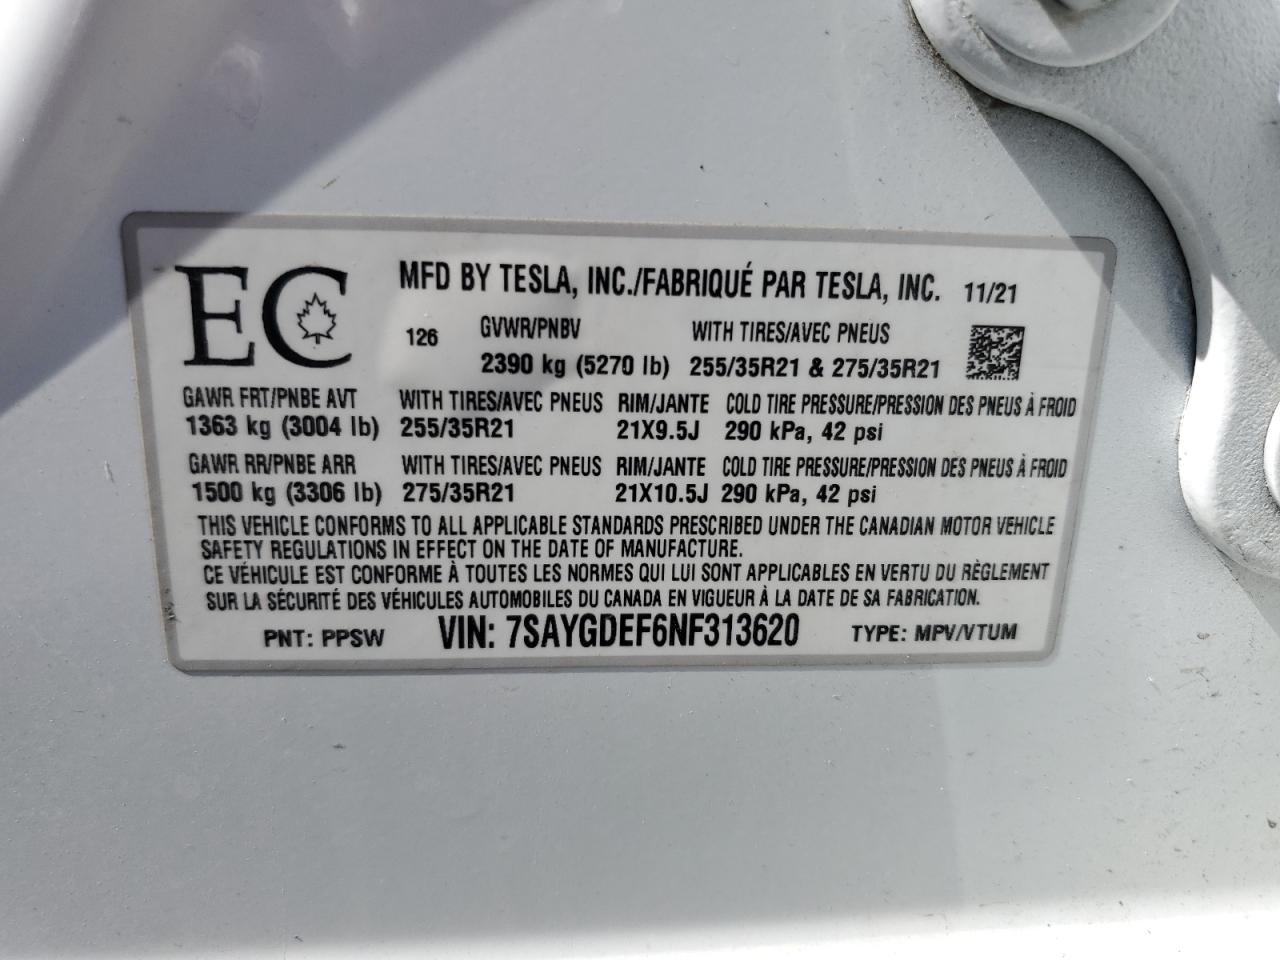 EC MFD BY TESLA, INC./FABRIQUÉ PAR TESLA, INC. 11/21
126 GVWR/PNBV WITH TIRES/AVEC PNEUS
2390 kg (5270 lb) 255/35R21 & 275/35R21
GAWR FRT/PNBE AVT WITH TIRES/AVEC PNEUS RIM/JANTE COLD TIRE PRESSURE/PRESSION DES PNEUS À FROID
1363 kg (3004 lb) 255/35R21 21X9.5J 290 kPa, 42 psi
GAWR RR/PNBE ARR WITH TIRES/AVEC PNEUS RIM/JANTE COLD TIRE PRESSURE/PRESSION DES PNEUS À FROID
1500 kg (3306 lb) 275/35R21 21X10.5J 290 kPa, 42 psi
THIS VEHICLE CONFORMS TO ALL APPLICABLE STANDARDS PRESCRIBED UNDER THE CANADIAN MOTOR VEHICLE
SAFETY REGULATIONS IN EFFECT ON THE DATE OF MANUFACTURE.
CE VÉHICULE EST CONFORME À TOUTES LES NORMES QUI LUI SONT APPLICABLES EN VERTU DU RÈGLEMENT
SUR LA SÉCURITÉ DES VÉHICULES AUTOMOBILES DU CANADA EN VIGUEUR À LA DATE DE SA FABRICATION.
PNT: PPSW VIN: 7SAYGDEF6NF313620 TYPE: MPV/VTUM